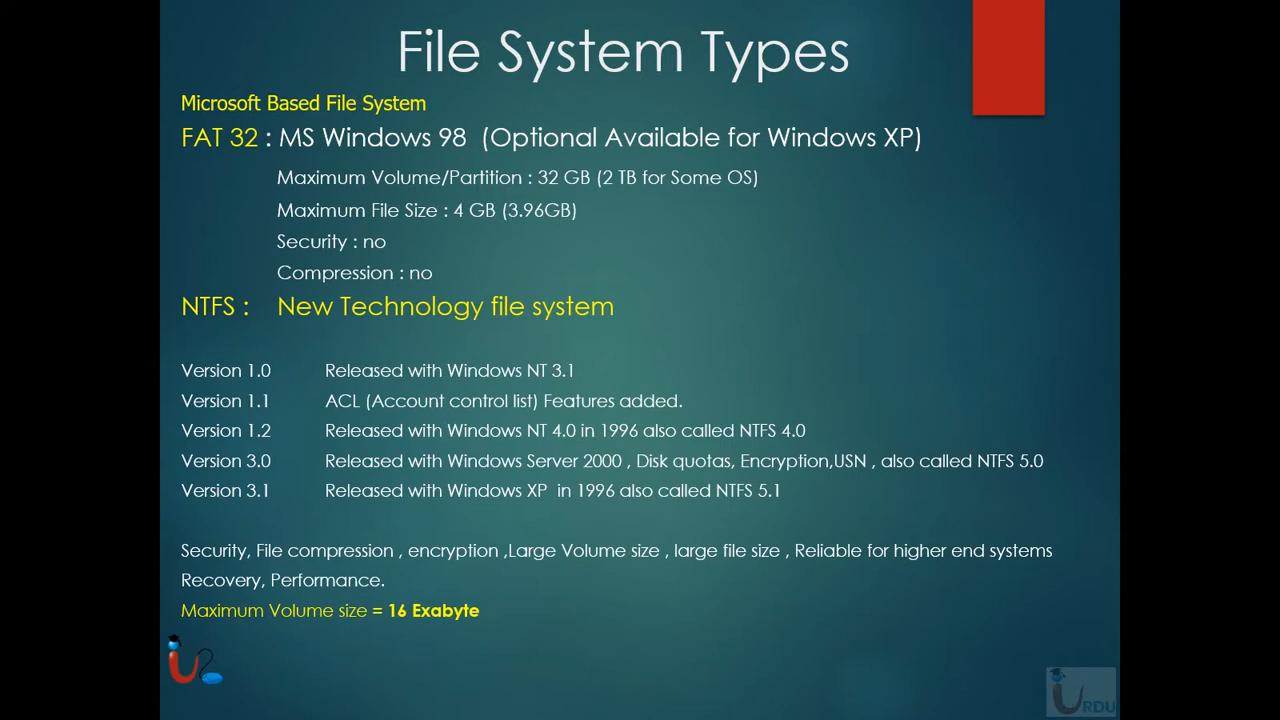 File System Types
Microsoft Based File System
FAT 32 : MS Windows 98 (Optional Available for Windows XP)
Maximum Volume/Partition : 32 GB (2 TB for Some OS)
Maximum File Size : 4 GB (3.96GB)
Security : no
Compression : no
NTFS : New Technology file system
Version 1.0 Released with Windows NT 3.1
Version 1.1 ACL (Account control list) Features added.
Version 1.2 Released with Windows NT 4.0 in 1996 also called NTFS 4.0
Version 3.0 Released with Windows Server 2000 , Disk quotas, Encryption,USN , also called NTFS 5.0
Version 3.1 Released with Windows XP in 1996 also called NTFS 5.1
Security, File compression , encryption ,Large Volume size , large file size , Reliable for higher end systems
Recovery, Performance.
Maximum Volume size = 16 Exabyte
URDU